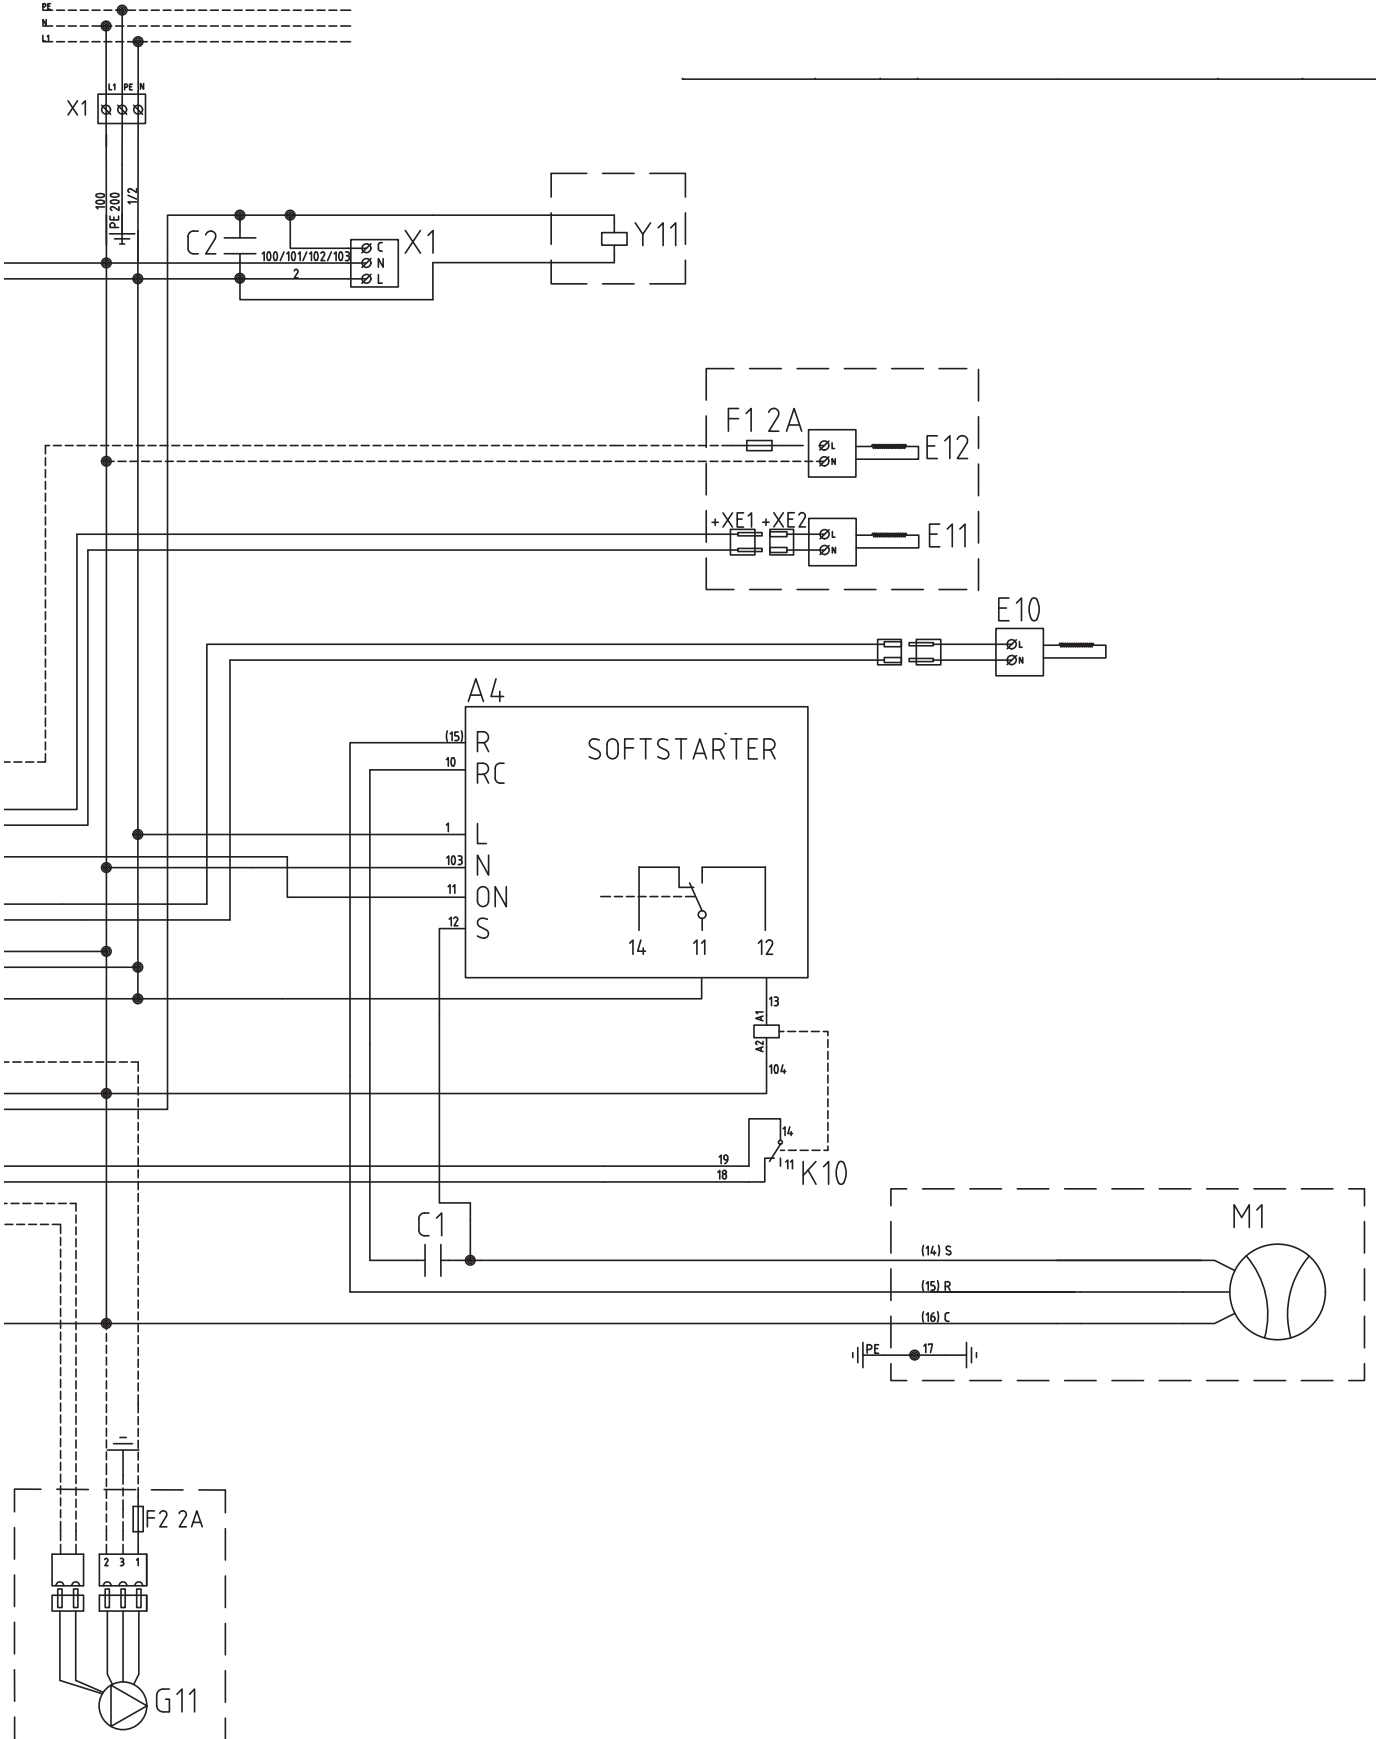 PE
N
L1
L1 PE N
X1
100
PE 200
1/2
C2
100/101/102/103
2
C
N
L
X1
Y11
F1 2A
L
N
E12
+XE1 +XE2
L
N
E11
E10
L
N
A4
SOFTSTARTER
(15) R
10 RC
1 L
103 N
11 ON
12 S
14 11 12
13
A1
A2
104
14
19
11
18
K10
C1
M1
(14) S
(15) R
(16) C
PE 17
F2 2A
2 3 1
G11